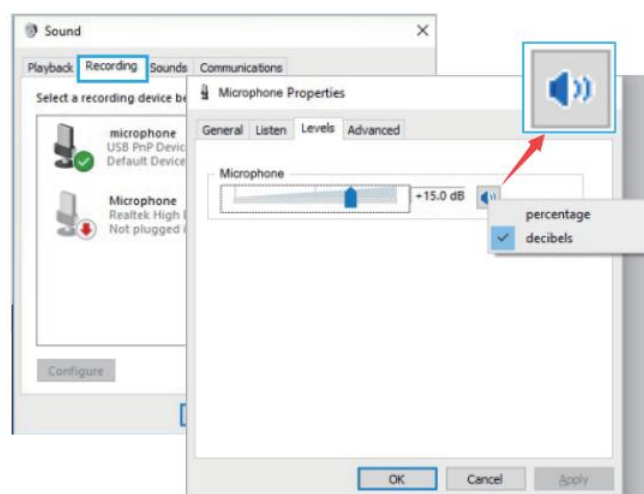 Sound
Playback Recording Sounds Communications
Select a recording device be
microphone
USB PnP Devic
Default Device
Microphone
Realtek High
Not plugged i
Configure
Microphone Properties
General Listen Levels Advanced
Microphone
+15.0 dB
percentage
decibels
OK Cancel Apply